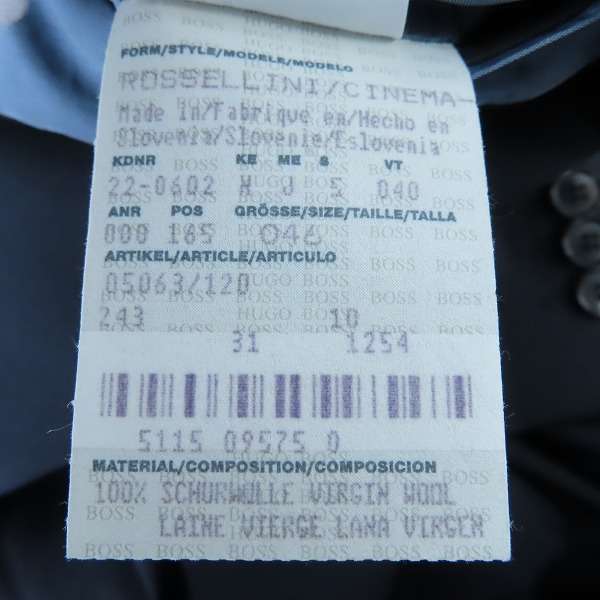 FORM/STYLE/MODELE/MODELO
ROSSELLINI/CINEMA-
Made in/Fabrique en/Hecho en
Slovenia/Slovenie/Eslovenia
KDNR KE ME S VT
22-0602 H U S 040
ANR POS GRÖSSE/SIZE/TAILLE/TALLA
000 185 046
ARTIKEL/ARTICLE/ARTICULO
05063/120
243 10
31 1254
5115 09575 0
MATERIAL/COMPOSITION/COMPOSICION
100% SCHURWOLLE VIRGIN WOOL
LAINE VIERGE LANA VIRGEN
HUGO BOSS